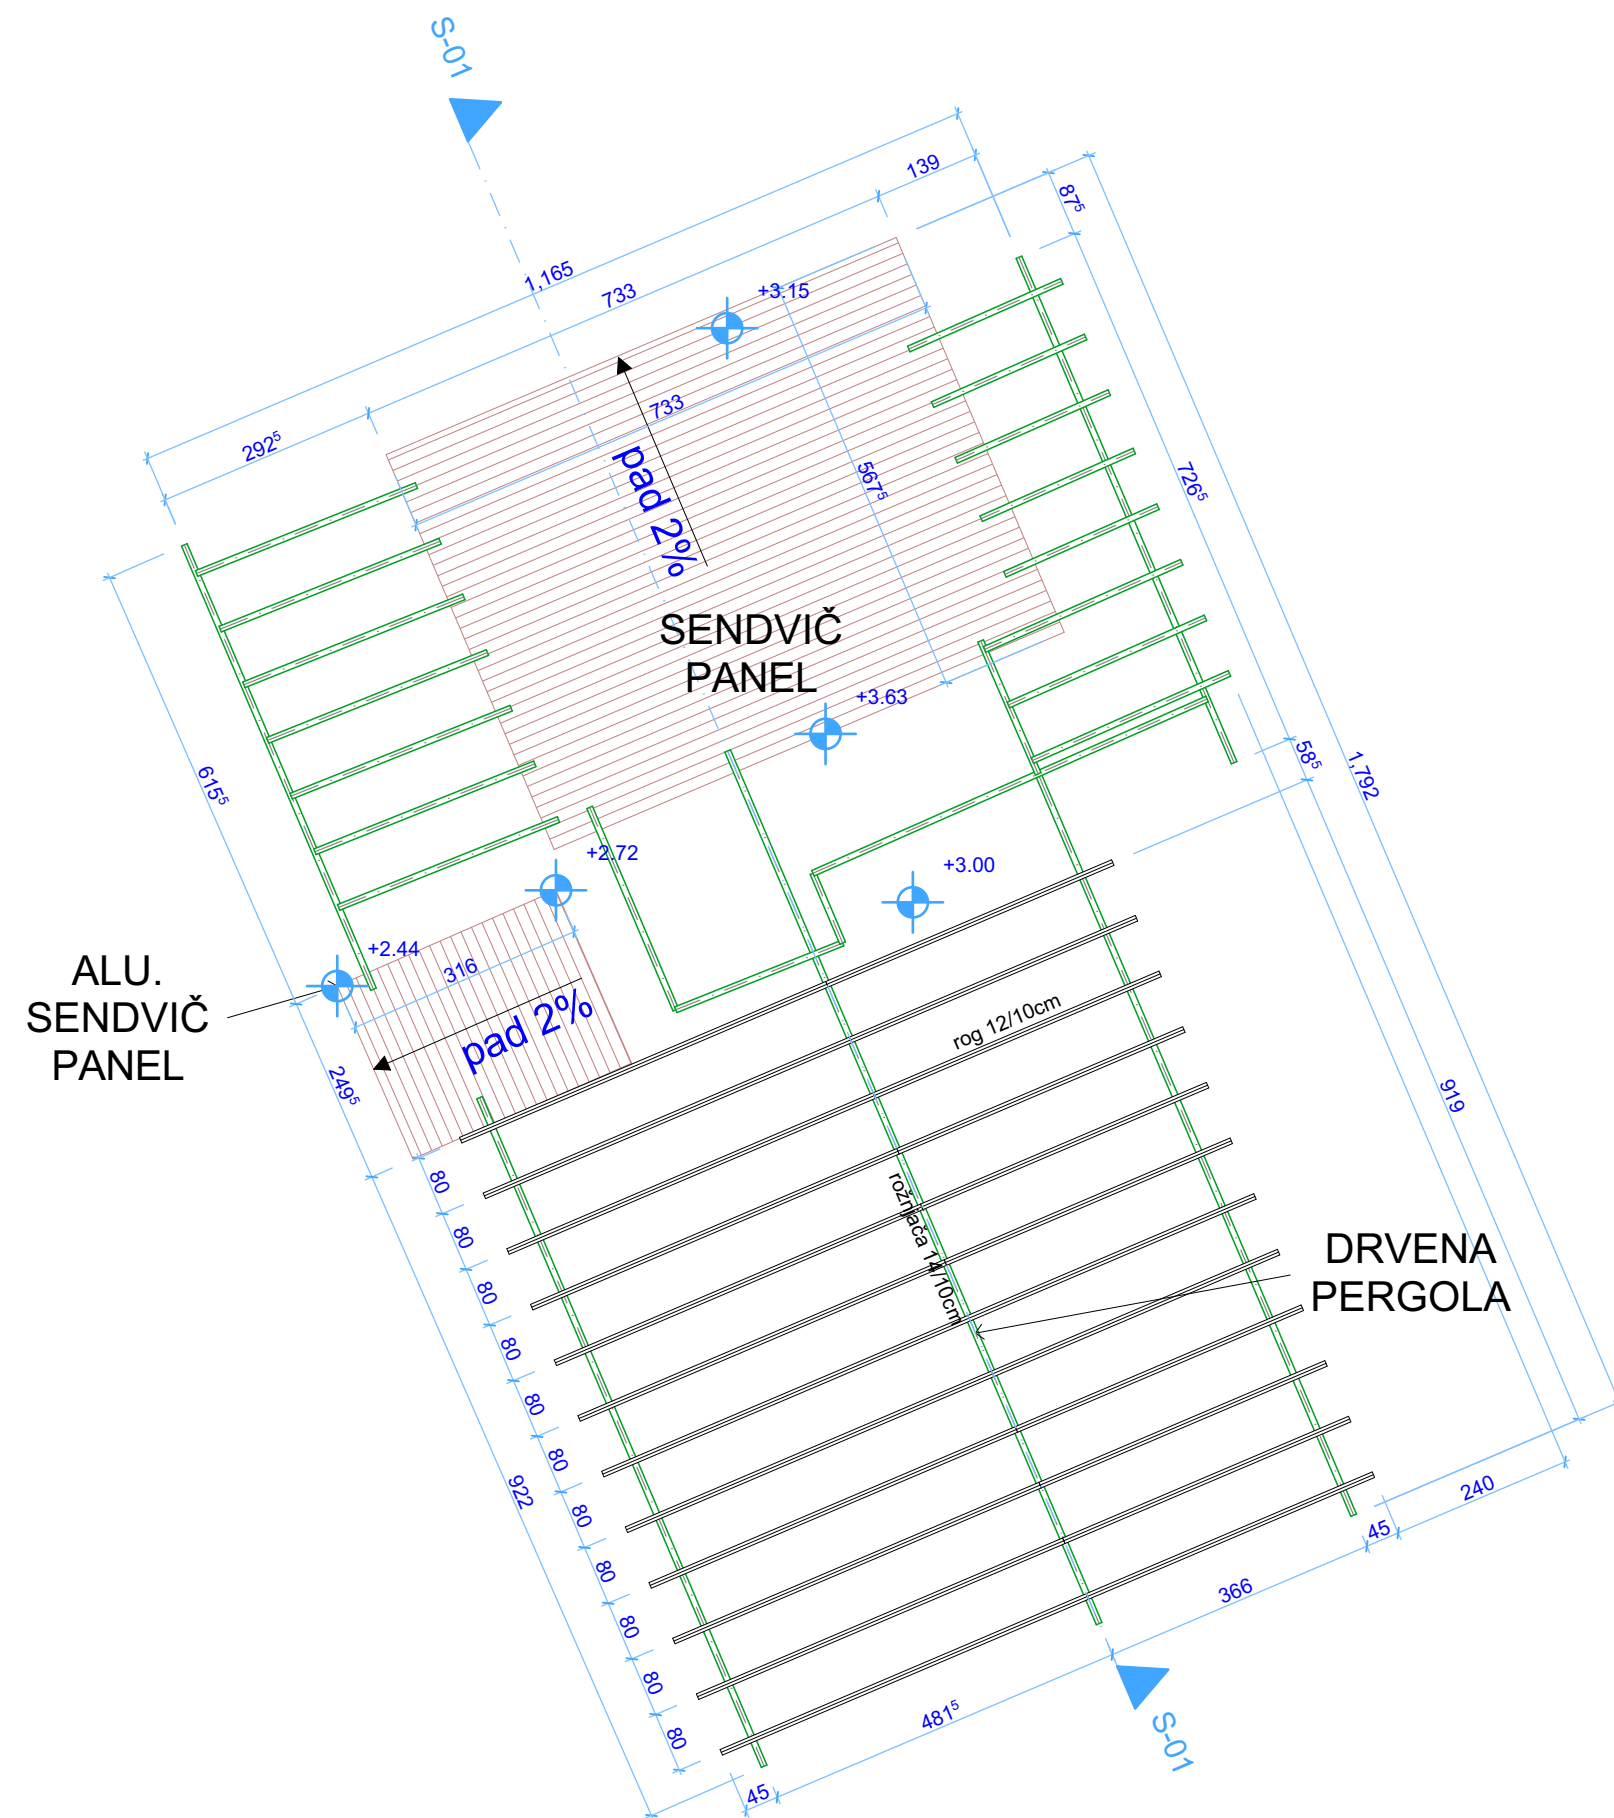 S-01
139
87⁵
1,165
733
+3.15
292⁵
733
pad 2%
567⁵
726⁵
SENDVIČ
PANEL
+3.63
615⁵
58⁵
1,792
+2.72
+3.00
+2.44
316
ALU.
SENDVIČ
PANEL
pad 2%
rog 12/10cm
249⁵
919
80
80
80
80
80
80
80
80
80
80
80
rožnjača 14/10cm
DRVENA
PERGOLA
922
240
45
366
481⁵
45
S-01